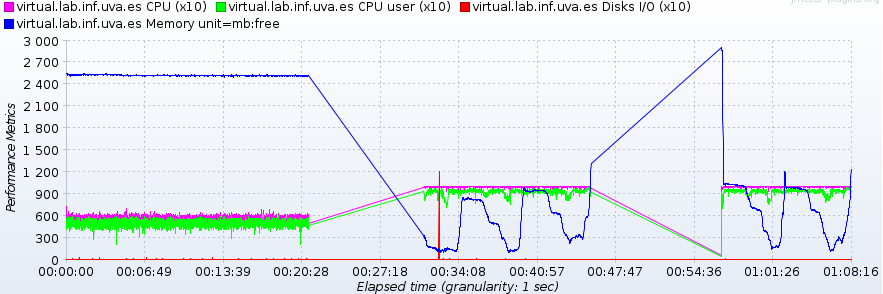 virtual.lab.inf.uva.es CPU (x10) virtual.lab.inf.uva.es CPU user (x10) virtual.lab.inf.uva.es Disks I/O (x10)
virtual.lab.inf.uva.es Memory unit=mb:free
jmeter-plugins.org
3 000
2 700
2 400
2 100
1 800
1 500
1 200
900
600
300
0
Performance Metrics
00:00:00 00:06:49 00:13:39 00:20:28 00:27:18 00:34:08 00:40:57 00:47:47 00:54:36 01:01:26 01:08:16
Elapsed time (granularity: 1 sec)